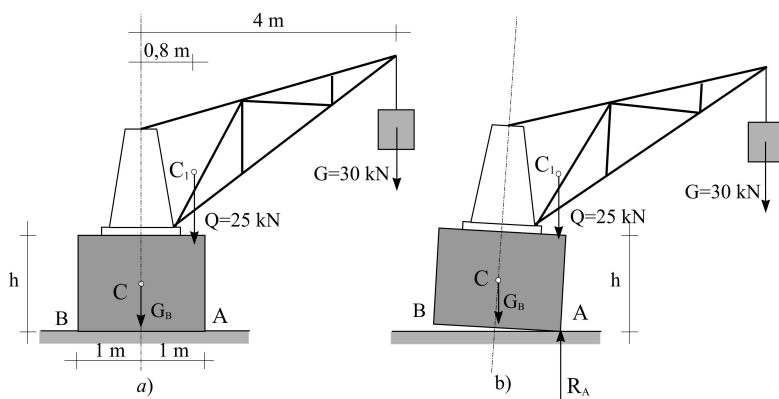 4 m
0,8 m
C1
G=30 kN
Q=25 kN
h
C
GB
B
A
1 m
1 m
a)
C1
G=30 kN
Q=25 kN
h
C
GB
B
A
b)
RA